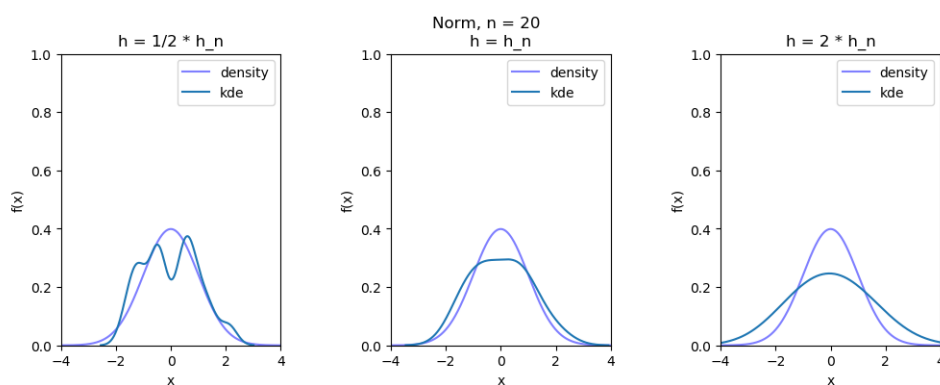 Norm, n = 20
h = 1/2 * h_n
h = h_n
h = 2 * h_n
1.0
0.8
0.6
0.4
0.2
0.0
f(x)
density
kde
−4
−2
0
2
4
x
1.0
0.8
0.6
0.4
0.2
0.0
f(x)
density
kde
−4
−2
0
2
4
x
1.0
0.8
0.6
0.4
0.2
0.0
f(x)
density
kde
−4
−2
0
2
4
x